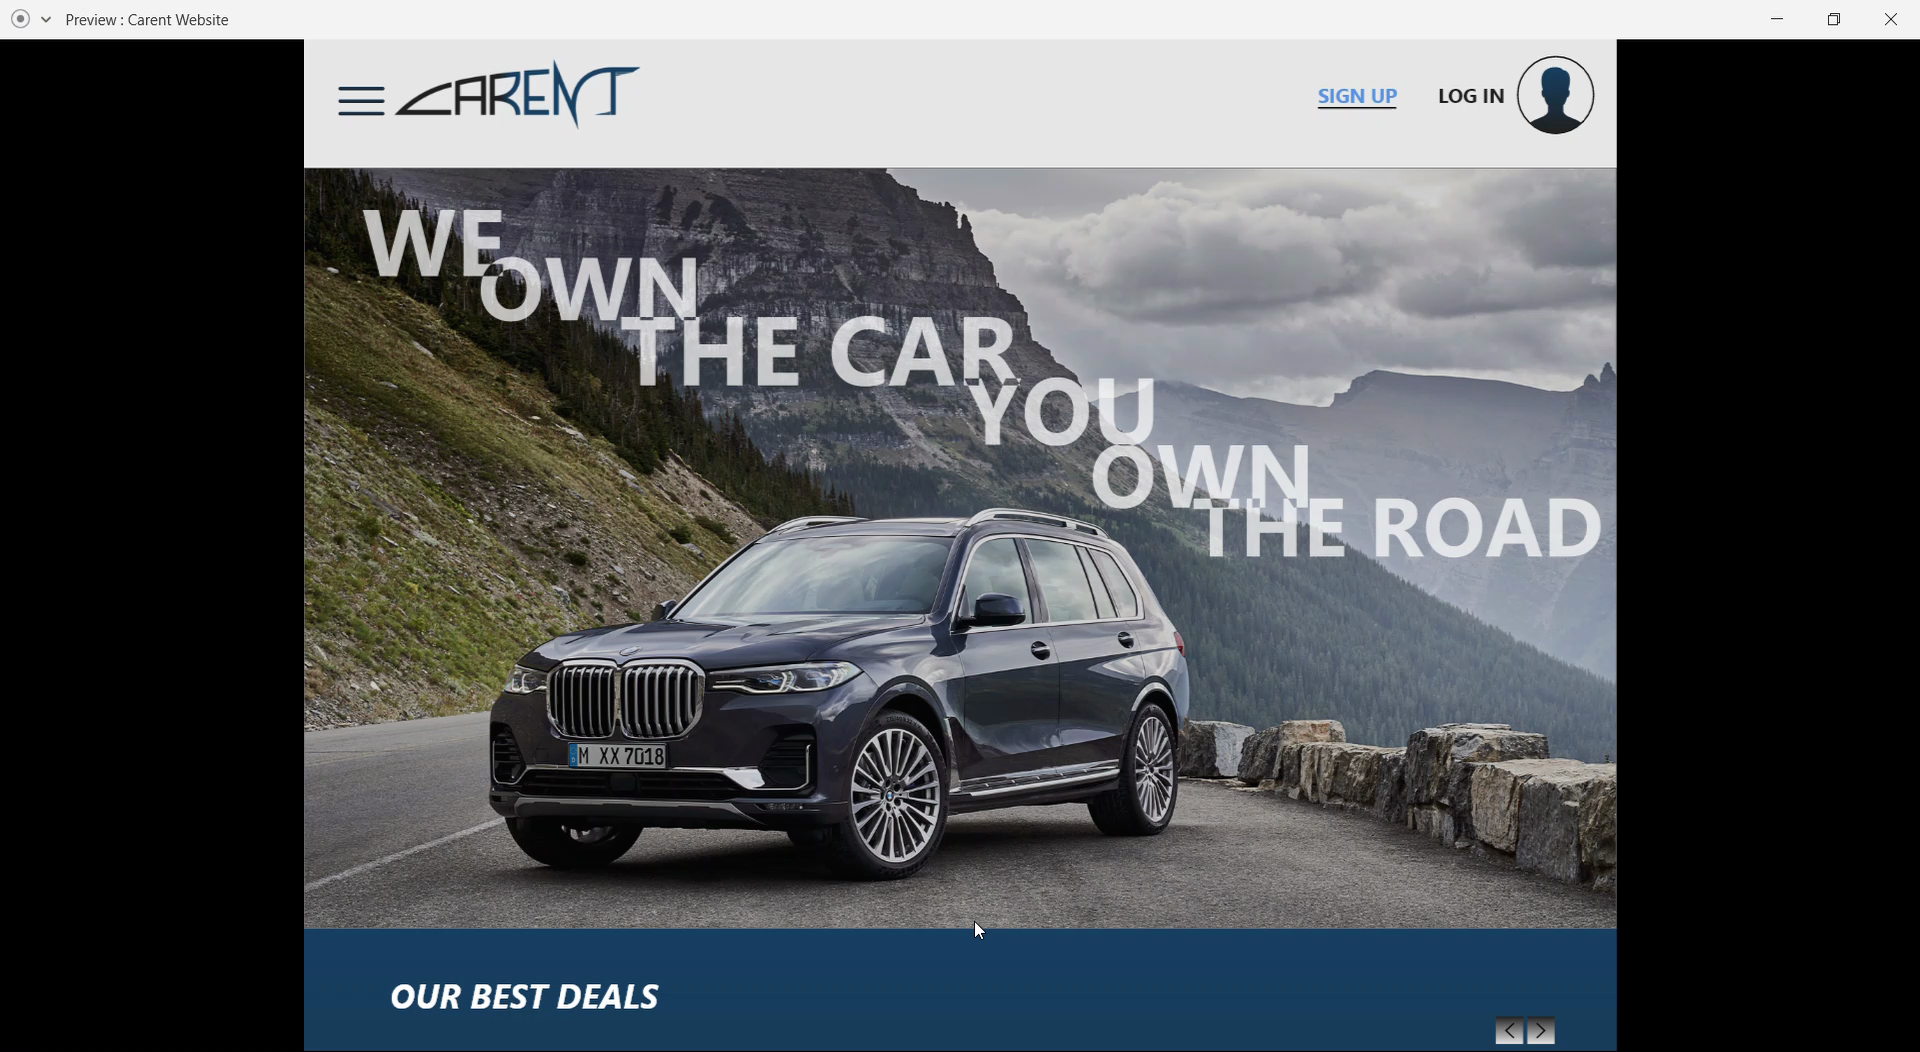 Preview : Carent Website
CARENT
SIGN UP
LOG IN
WE
OWN
THE CAR
YOU
OWN
THE ROAD
M XX 7018
OUR BEST DEALS